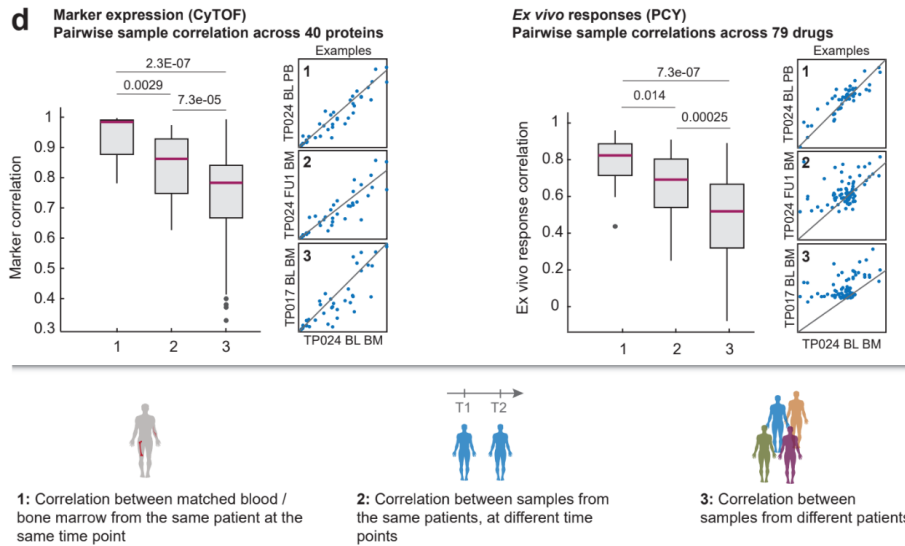 d
Marker expression (CyTOF)
Pairwise sample correlation across 40 proteins
2.3E-07
0.0029
7.3e-05
Marker correlation
1
0.9
0.8
0.7
0.6
0.5
0.4
0.3
1 2 3
Examples
1
TP024 BL PB
2
TP024 FU1 BM
3
TP017 BL BM
TP024 BL BM
Ex vivo responses (PCY)
Pairwise sample correlations across 79 drugs
7.3e-07
0.014
0.00025
Ex vivo response correlation
1
0.8
0.6
0.4
0.6
0
1 2 3
Examples
1
TP024 BL PB
2
TP024 FU1 BM
3
TP017 BL BM
TP024 BL BM
T1 T2
1: Correlation between matched blood /
bone marrow from the same patient at the
same time point
2: Correlation between samples from
the same patients, at different time
points
3: Correlation between
samples from different patients